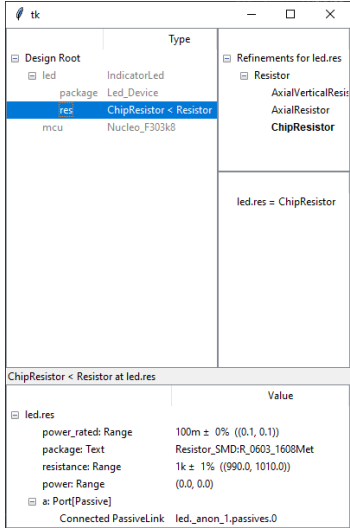 tk
Type
Design Root
led IndicatorLed
package Led_Device
res ChipResistor < Resistor
mcu Nucleo_F303k8
Refinements for led.res
Resistor
AxialVerticalResis
AxialResistor
ChipResistor
led.res = ChipResistor
ChipResistor < Resistor at led.res
Value
led.res
power_rated: Range 100m ± 0% ((0.1, 0.1))
package: Text Resistor_SMD:R_0603_1608Met
resistance: Range 1k ± 1% ((990.0, 1010.0))
power: Range (0.0, 0.0)
a: Port[Passive]
Connected PassiveLink led._anon_1.passives.0